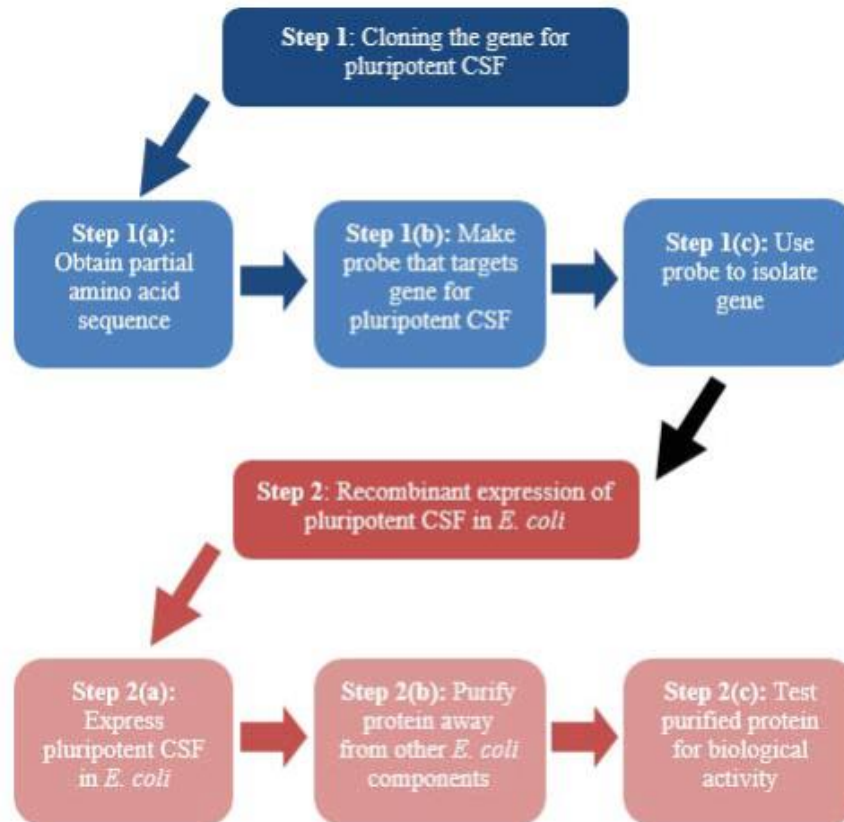 Step 1: Cloning the gene for
pluripotent CSF
Step 1(a):
Obtain partial
amino acid
sequence
Step 1(b): Make
probe that targets
gene for
pluripotent CSF
Step 1(c): Use
probe to isolate
gene
Step 2: Recombinant expression of
pluripotent CSF in E. coli
Step 2(a):
Express
pluripotent CSF
in E. coli
Step 2(b): Purify
protein away
from other E. coli
components
Step 2(c): Test
purified protein
for biological
activity